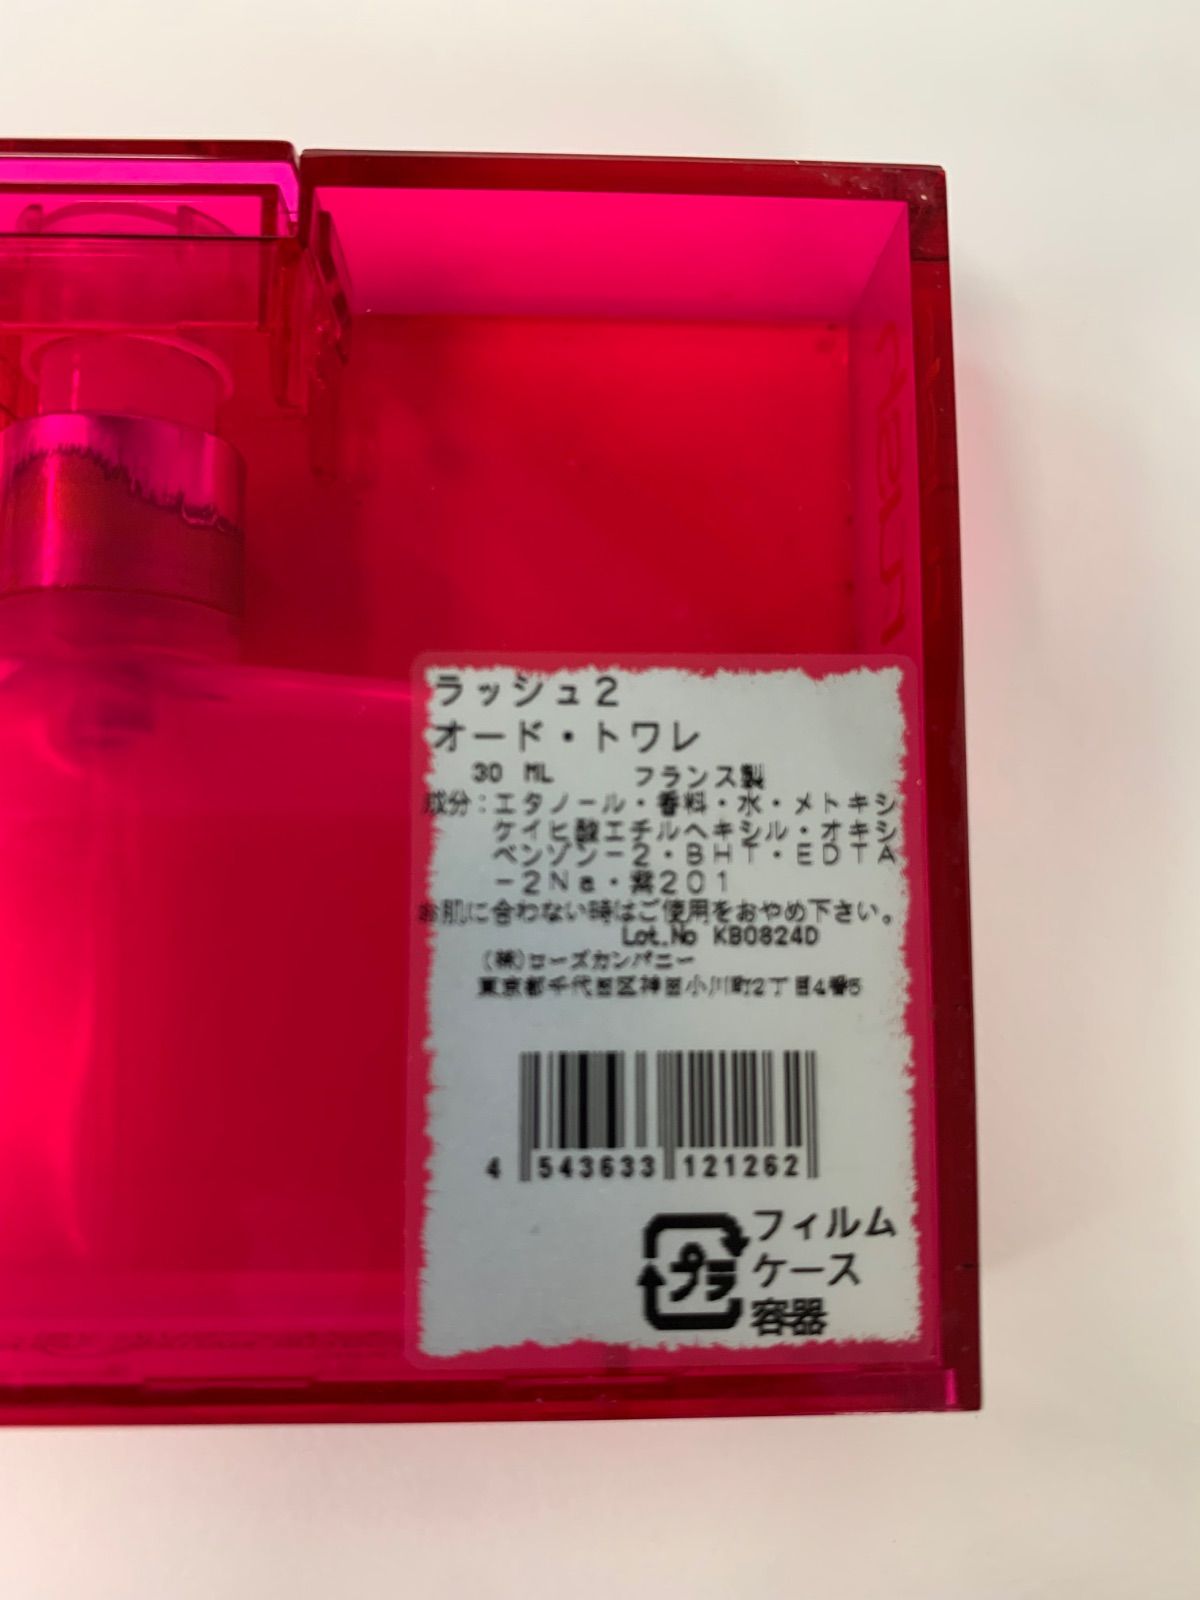 ラッシュ2
オード・トワレ
30 ML フランス製
成分：エタノール・香料・水・メトキシ
ケイヒ酸エチルヘキシル・オキシ
ベンゾン－2・BHT・EDTA
－2Na・紫201
お肌に合わない時はご使用をおやめ下さい。
Lot.No KB0824D
(株)ローズカンパニー
東京都千代田区神田小川町2丁目4番5
4 543633 121262
プラ
フィルム
ケース
容器